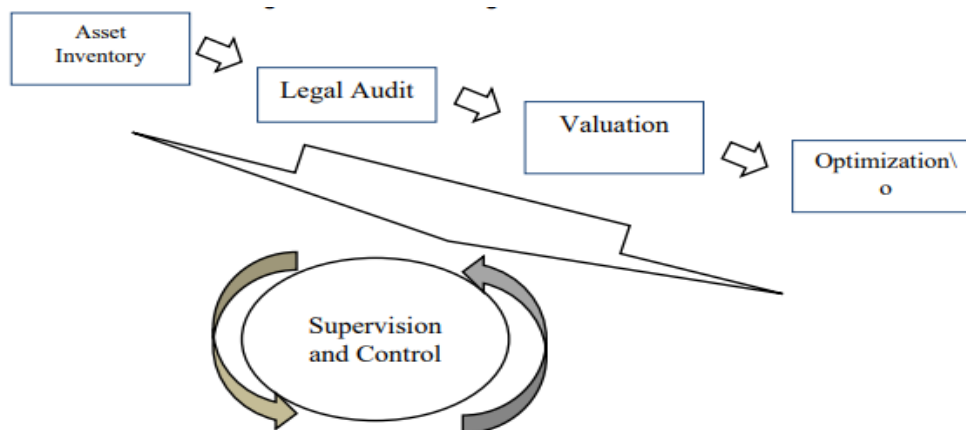 Asset
Inventory
Legal Audit
Valuation
Optimization\
o
Supervision
and Control